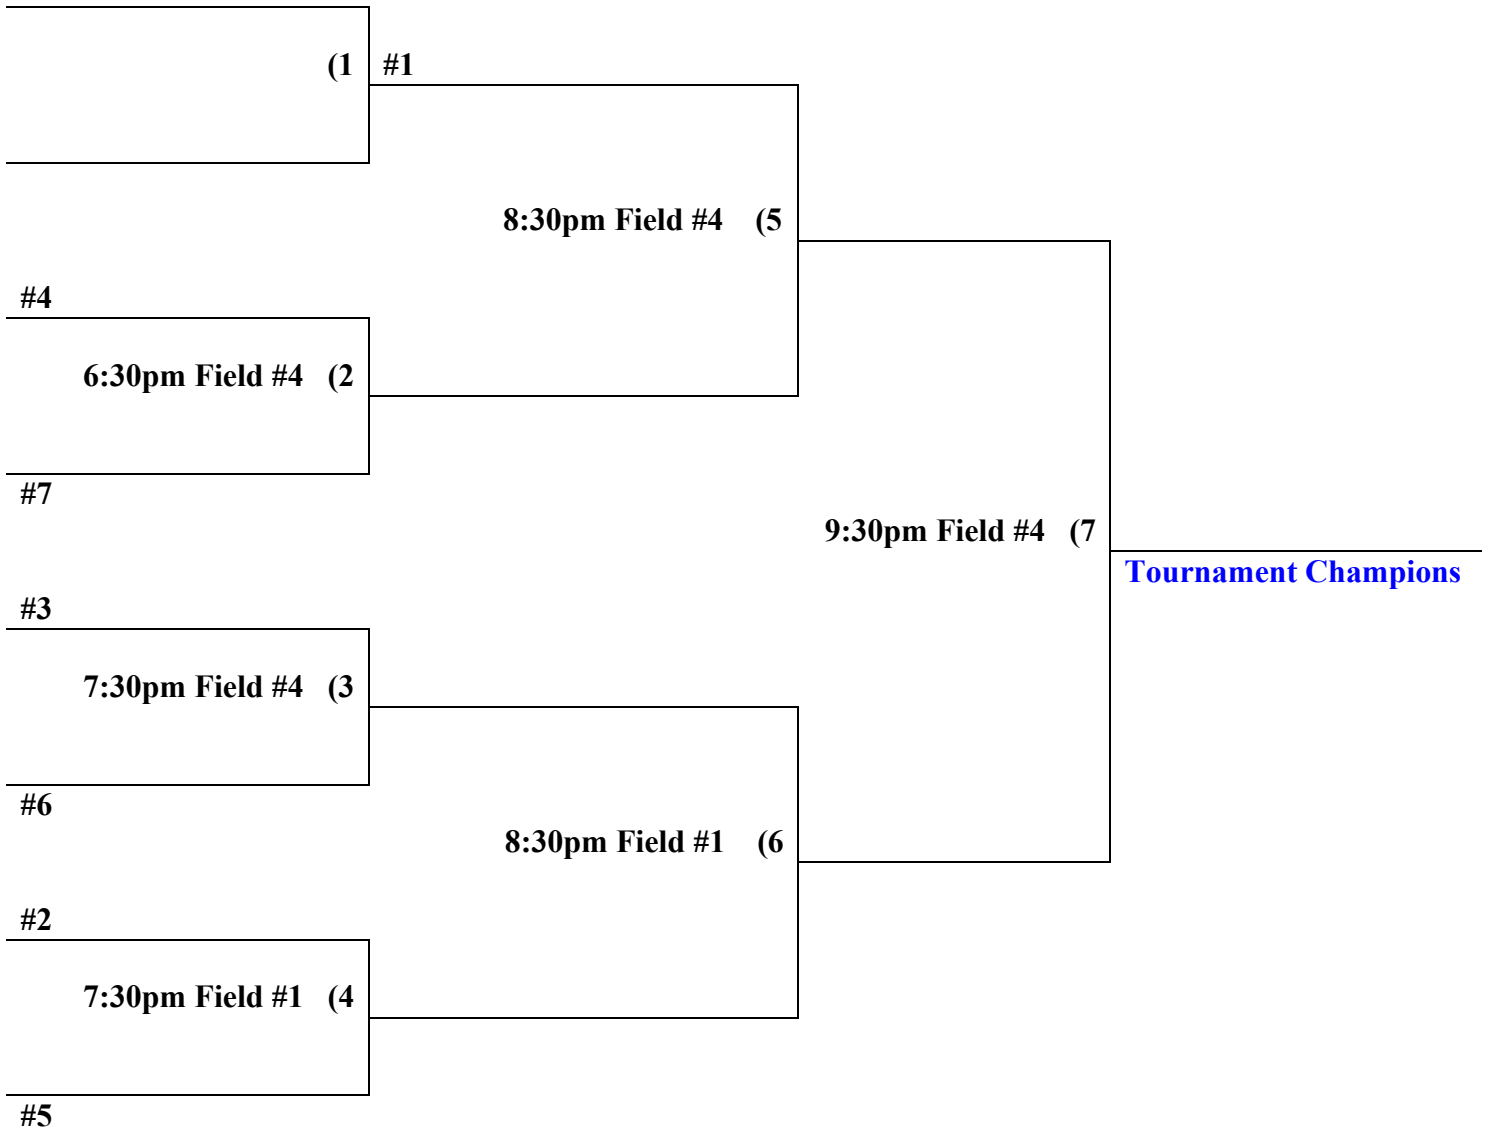 (1 #1
8:30pm Field #4 (5
#4
6:30pm Field #4 (2
#7
9:30pm Field #4 (7
Tournament Champions
#3
7:30pm Field #4 (3
#6
8:30pm Field #1 (6
#2
7:30pm Field #1 (4
#5